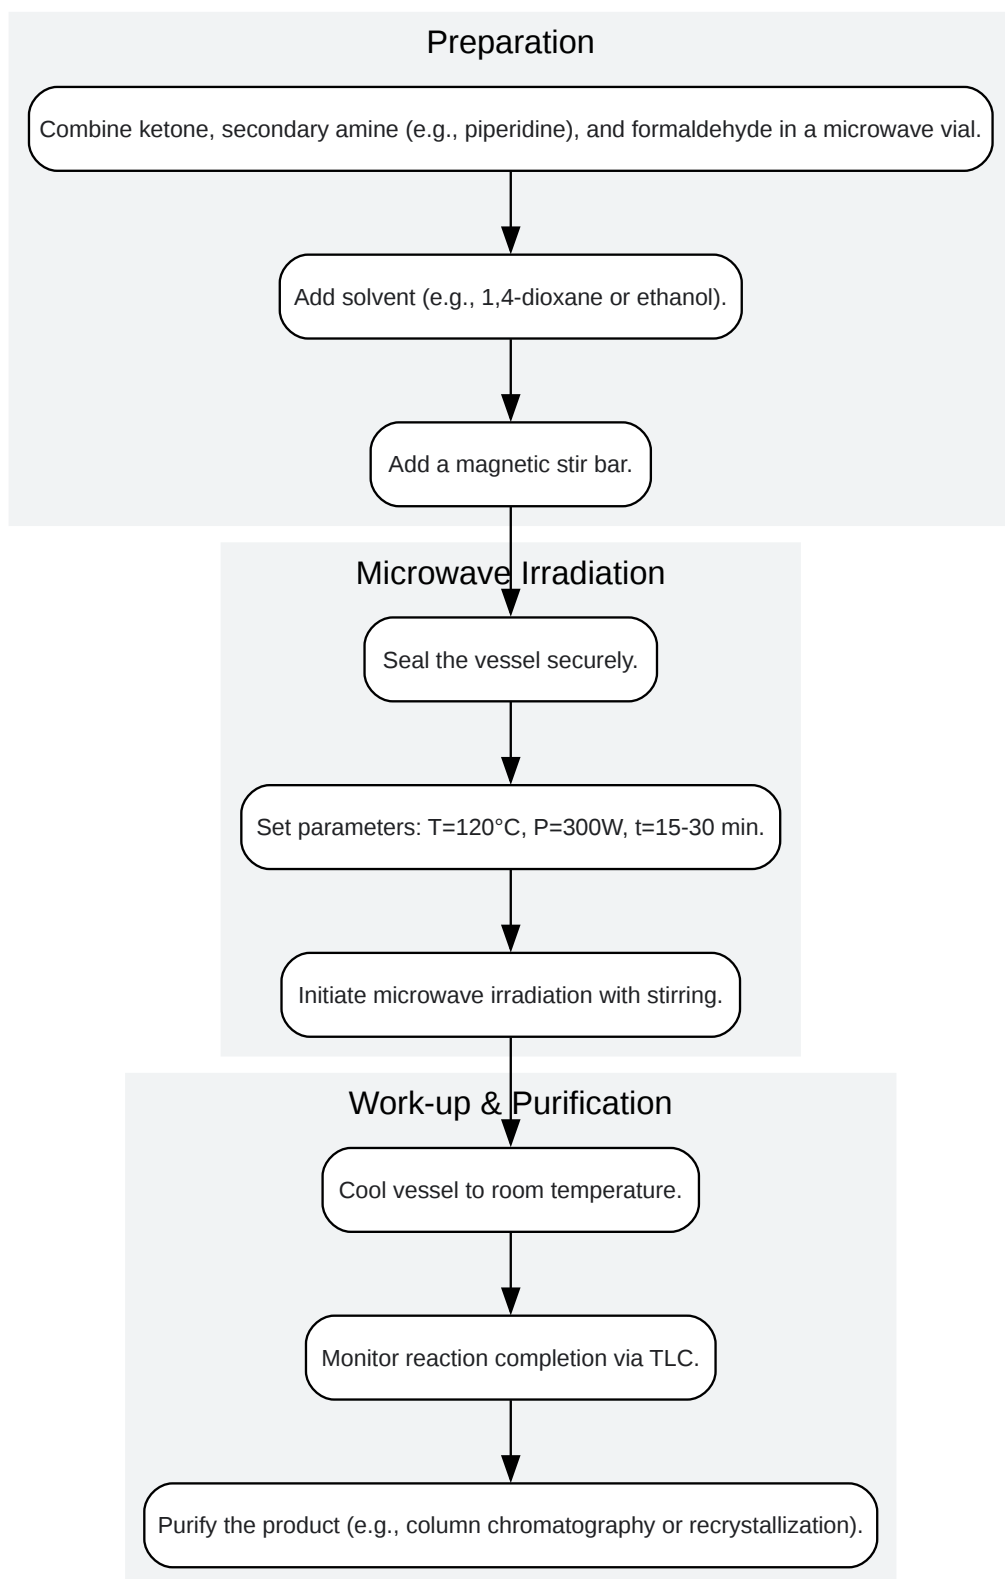 Preparation
Combine ketone, secondary amine (e.g., piperidine), and formaldehyde in a microwave vial.
Add solvent (e.g., 1,4-dioxane or ethanol).
Add a magnetic stir bar.
Microwave Irradiation
Seal the vessel securely.
Set parameters: T=120°C, P=300W, t=15-30 min.
Initiate microwave irradiation with stirring.
Work-up & Purification
Cool vessel to room temperature.
Monitor reaction completion via TLC.
Purify the product (e.g., column chromatography or recrystallization).